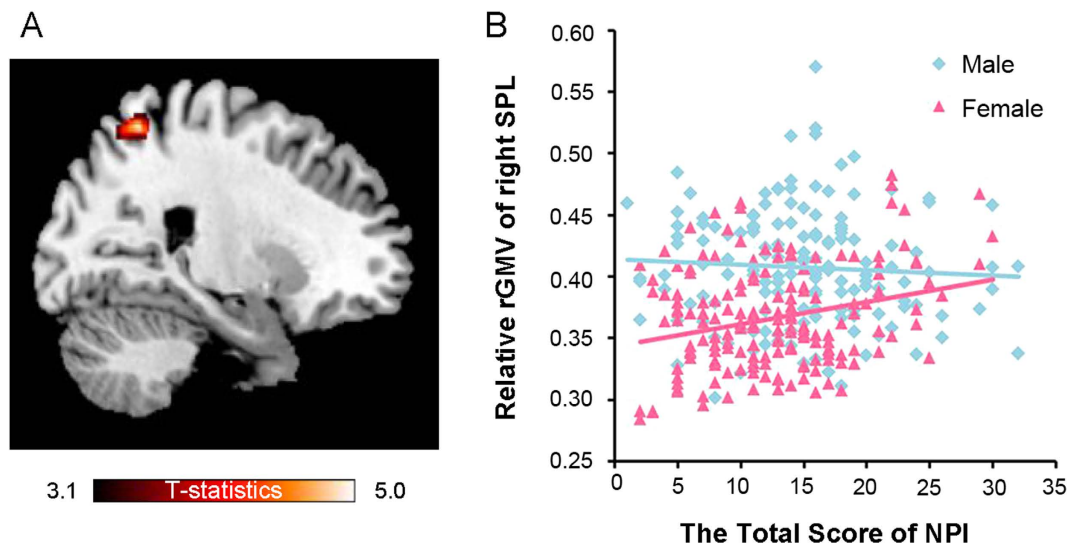 A
3.1 T-statistics 5.0
B
Relative rGMV of right SPL
0.60
0.55
0.50
0.45
0.40
0.35
0.30
0.25
Male
Female
0 5 10 15 20 25 30 35
The Total Score of NPI